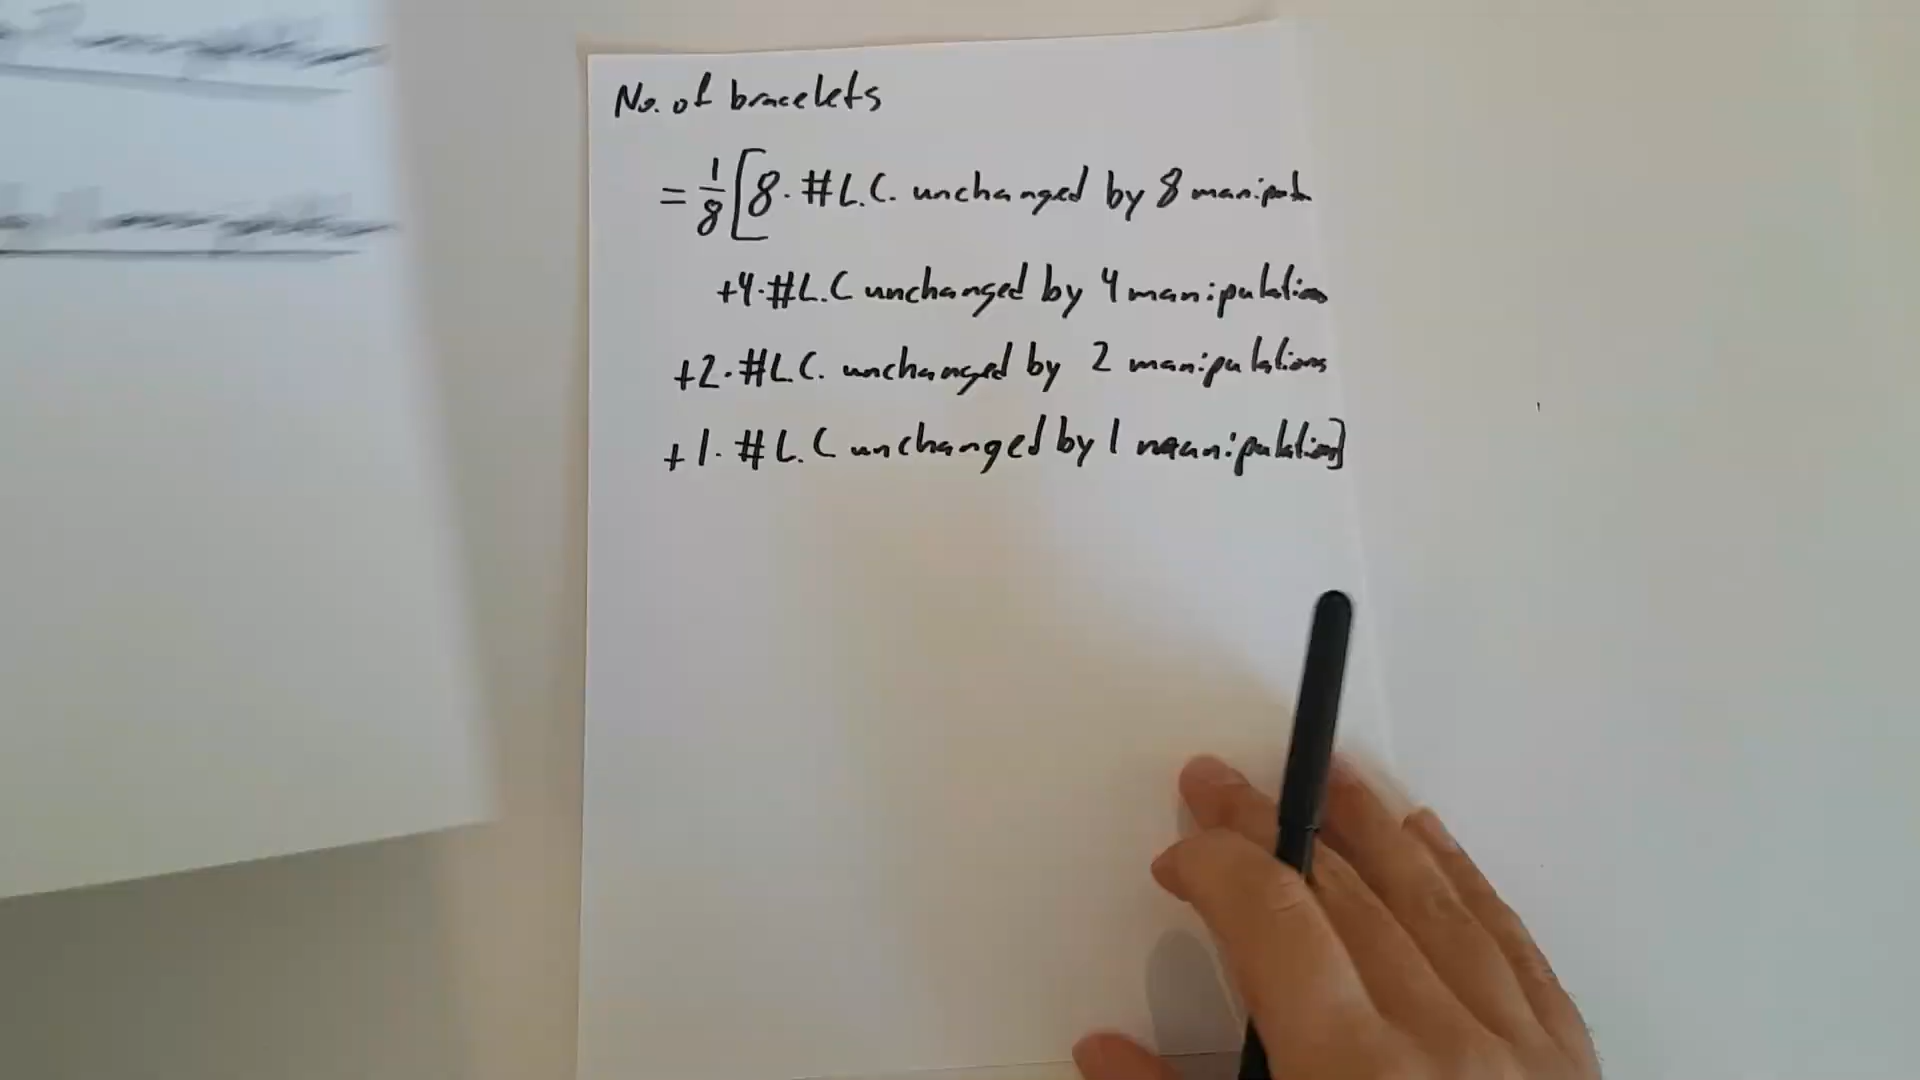 No. of bracelets
= 1/8 [8. #L.C. unchanged by 8 manipul
+4. #L.C unchanged by 4 manipulations
+2. #L.C. unchanged by 2 manipulations
+1. #L.C unchanged by 1 manipulation]